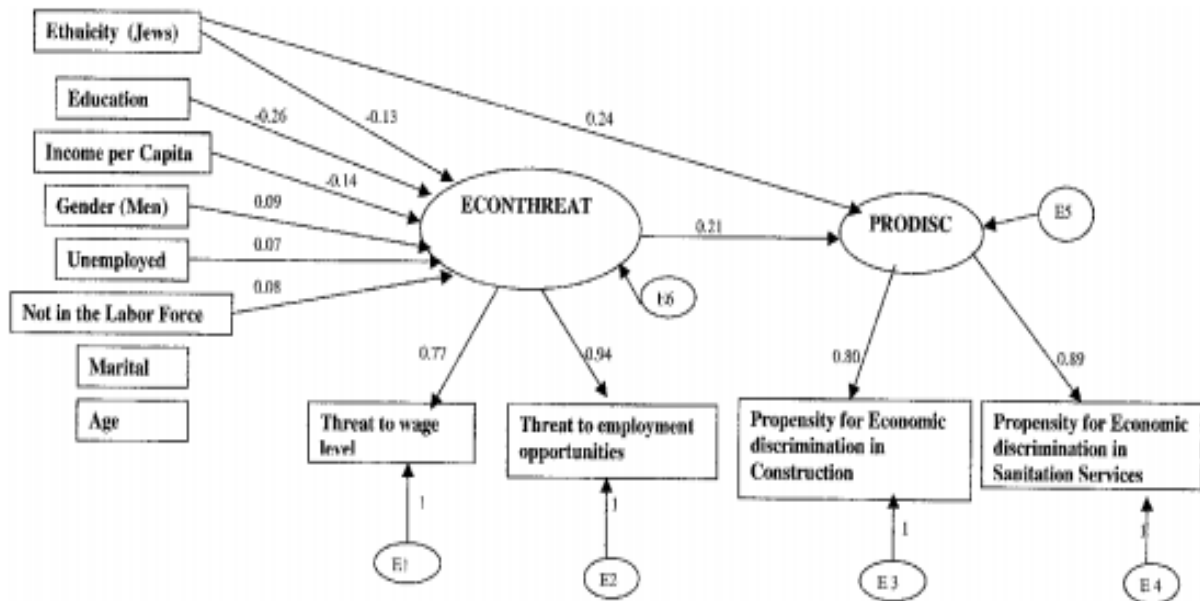 Ethnicity (Jews)
Education
-0.26
-0.13
0.24
Income per Capita
-0.14
Gender (Men)
0.09
ECONTHREAT
0.21
PRODISC
E5
Unemployed
0.07
Not in the Labor Force
0.08
E6
Marital
0.77
0.94
0.80
0.89
Age
Threat to wage
level
Threat to employment
opportunities
Propensity for Economic
discrimination in
Construction
Propensity for Economic
discrimination in
Sanitation Services
1
1
1
1
E1
E2
E 3
E 4